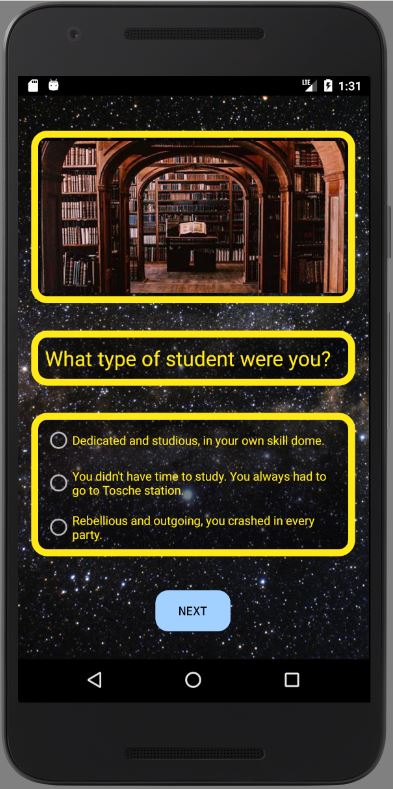 LTE 1:31
What type of student were you?
Dedicated and studious, in your own skill dome.
You didn't have time to study. You always had to
go to Tosche station.
Rebellious and outgoing, you crashed in every
party.
NEXT